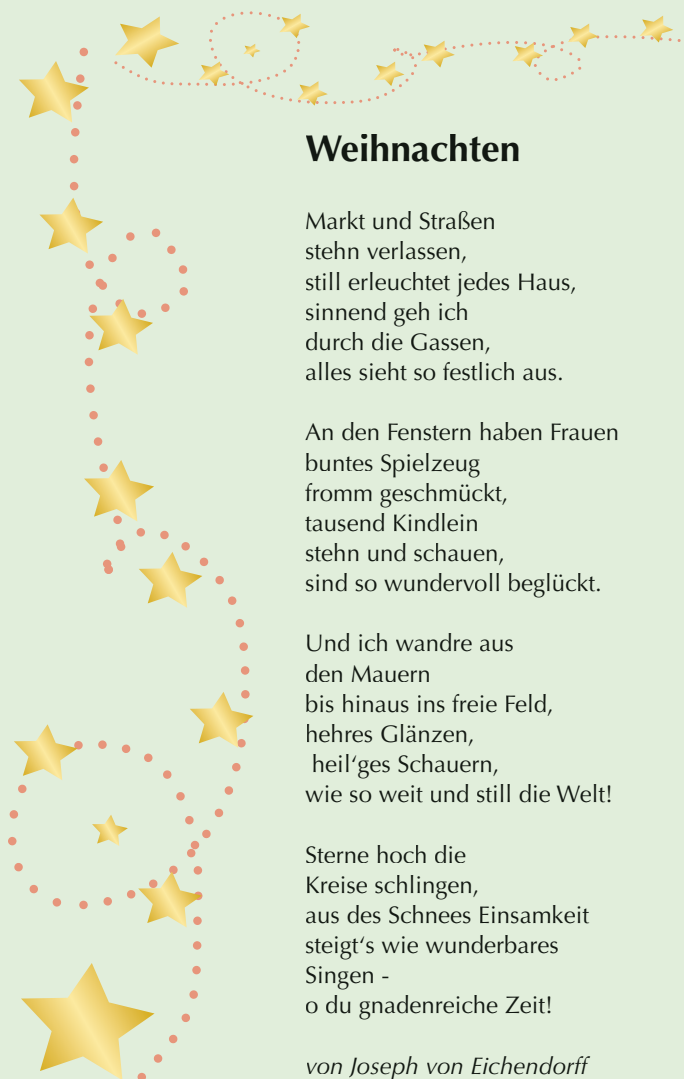 Weihnachten
Markt und Straßen
stehn verlassen,
still erleuchtet jedes Haus,
sinnend geh ich
durch die Gassen,
alles sieht so festlich aus.
An den Fenstern haben Frauen
buntes Spielzeug
fromm geschmückt,
tausend Kindlein
stehn und schauen,
sind so wundervoll beglückt.
Und ich wandre aus
den Mauern
bis hinaus ins freie Feld,
hehres Glänzen,
heil‘ges Schauern,
wie so weit und still die Welt!
Sterne hoch die
Kreise schlingen,
aus des Schnees Einsamkeit
steigt‘s wie wunderbares
Singen -
o du gnadenreiche Zeit!
von Joseph von Eichendorff